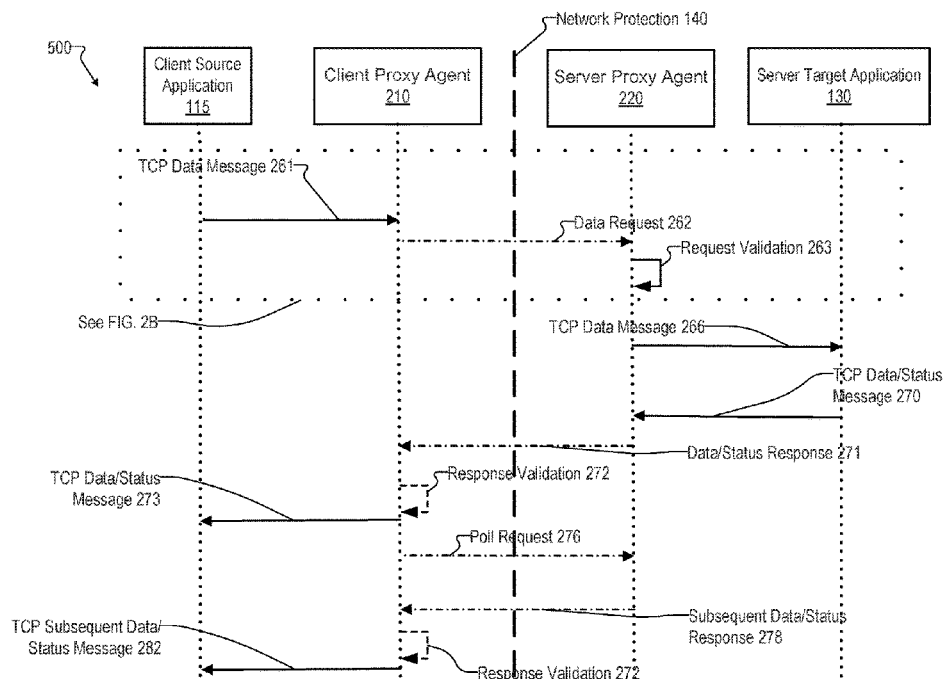 Network Protection 140
500
Client Source
Application
115
Client Proxy Agent
210
Server Proxy Agent
220
Server Target Application
130
TCP Data Message 261
Data Request 262
Request Validation 263
See FIG. 2B
TCP Data Message 266
TCP Data/Status
Message 270
Data/Status Response 271
Response Validation 272
TCP Data/Status
Message 273
Poll Request 276
Subsequent Data/Status
Response 278
TCP Subsequent Data/
Status Message 282
Response Validation 272